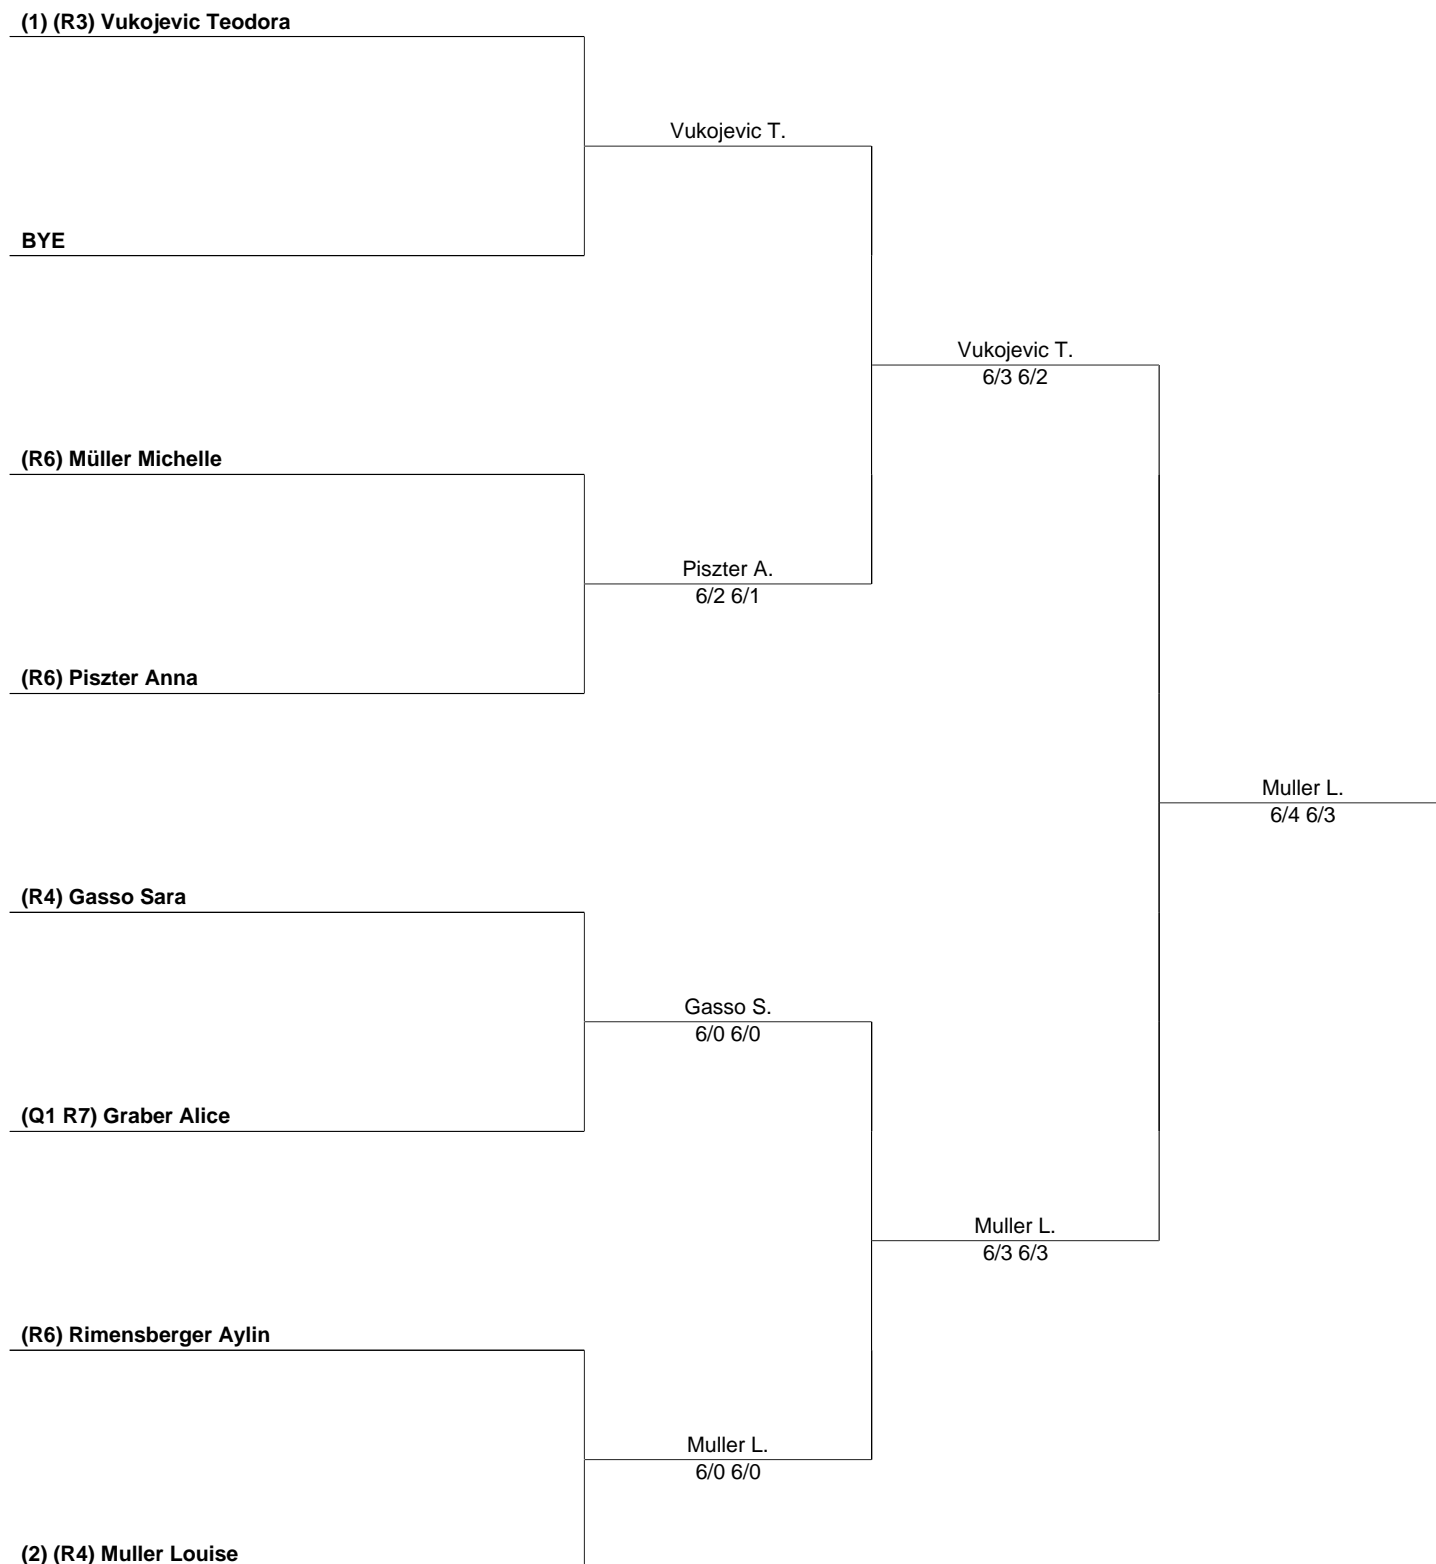 (1) (R3) Vukojevic Teodora
Vukojevic T.
BYE
Vukojevic T.
6/3 6/2
(R6) Müller Michelle
Piszter A.
6/2 6/1
(R6) Piszter Anna
Muller L.
6/4 6/3
(R4) Gasso Sara
Gasso S.
6/0 6/0
(Q1 R7) Graber Alice
Muller L.
6/3 6/3
(R6) Rimensberger Aylin
Muller L.
6/0 6/0
(2) (R4) Muller Louise